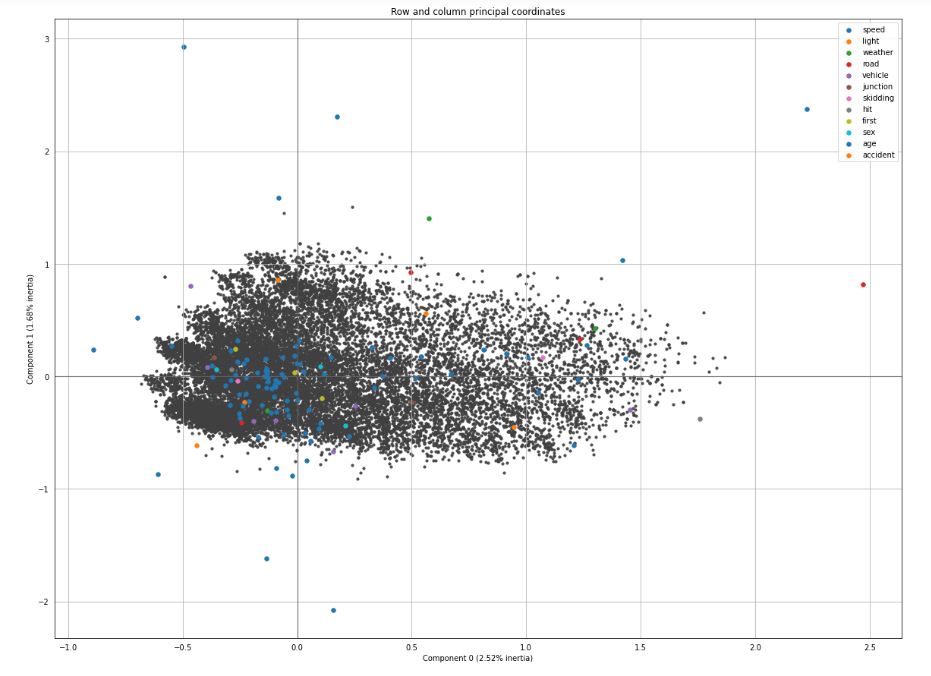 Row and column principal coordinates
speed
light
weather
road
vehicle
junction
skidding
hit
first
sex
age
accident
3
2
1
0
−1
−2
Component 1 (1.68% inertia)
−1.0 −0.5 0.0 0.5 1.0 1.5 2.0 2.5
Component 0 (2.52% inertia)